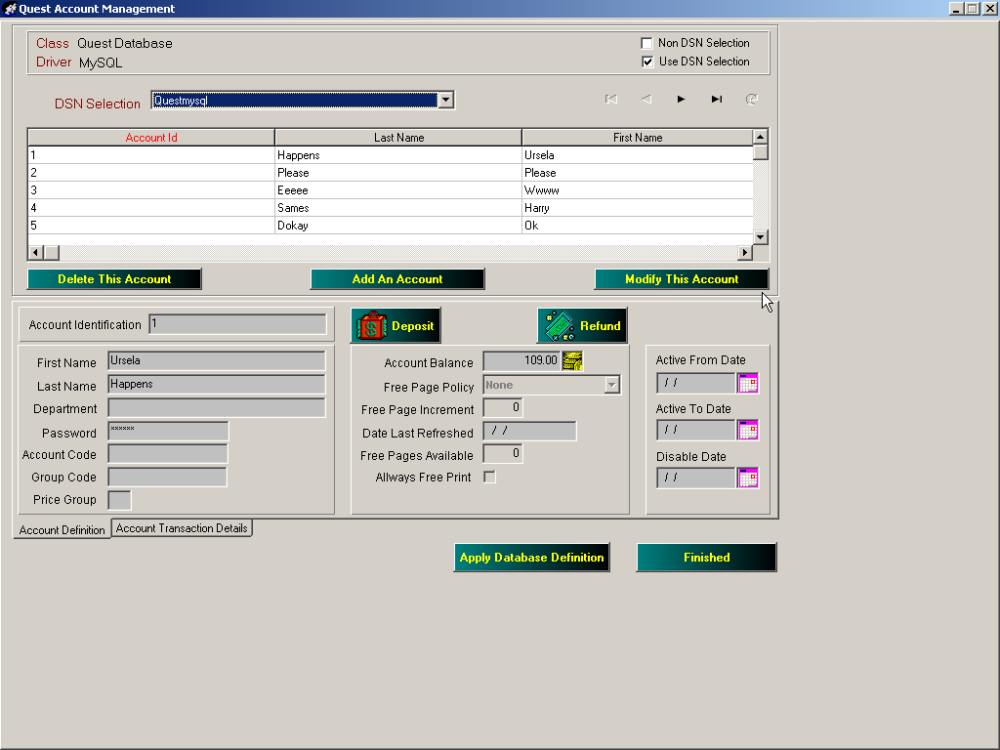 Quest Account Management
Class Quest Database
Driver MySQL
Non DSN Selection
Use DSN Selection
DSN Selection Questmysql
Account Id Last Name First Name
1 Happens Ursela
2 Please Please
3 Eeeee Wwww
4 Sames Harry
5 Dokay Ok
Delete This Account Add An Account Modify This Account
Account Identification 1
Deposit Refund
First Name Ursela
Last Name Happens
Department
Password ******
Account Code
Group Code
Price Group
Account Balance 109.00
Free Page Policy None
Free Page Increment 0
Date Last Refreshed / /
Free Pages Available 0
Allways Free Print
Active From Date
/ /
Active To Date
/ /
Disable Date
/ /
Account Definition Account Transaction Details
Apply Database Definition Finished